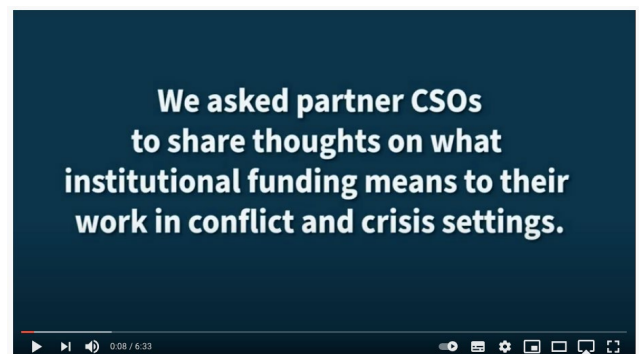 We asked partner CSOs
to share thoughts on what
institutional funding means to their
work in conflict and crisis settings.
0:08 / 6:33